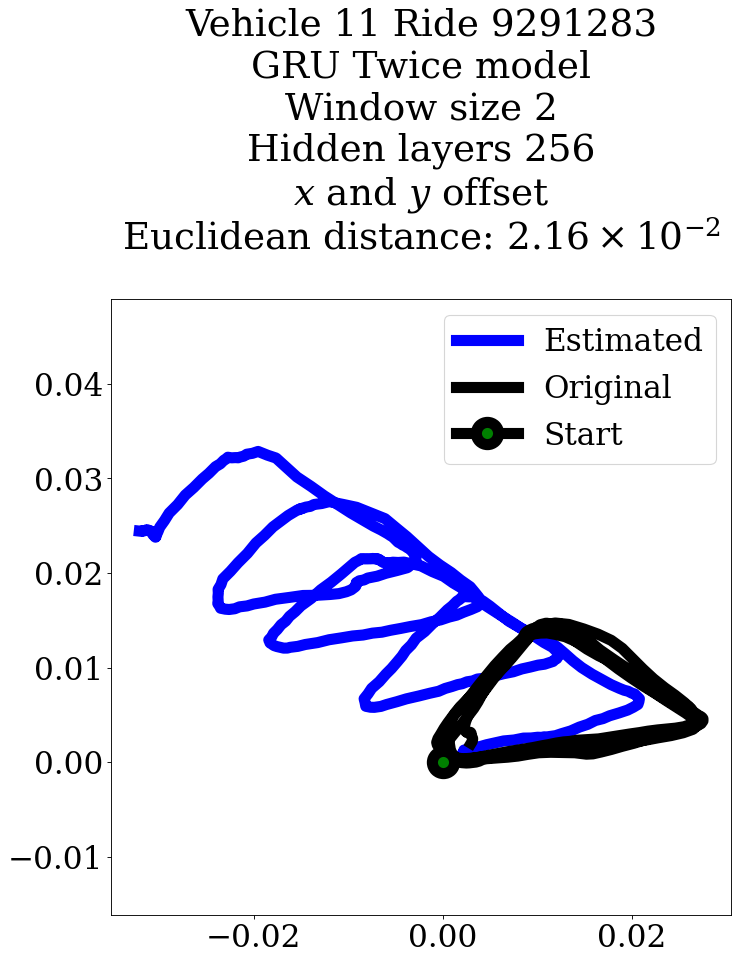 Vehicle 11 Ride 9291283
GRU Twice model
Window size 2
Hidden layers 256
x and y offset
Euclidean distance: 2.16 × 10⁻²
Estimated
Original
Start
0.04
0.03
0.02
0.01
0.00
−0.01
−0.02 0.00 0.02